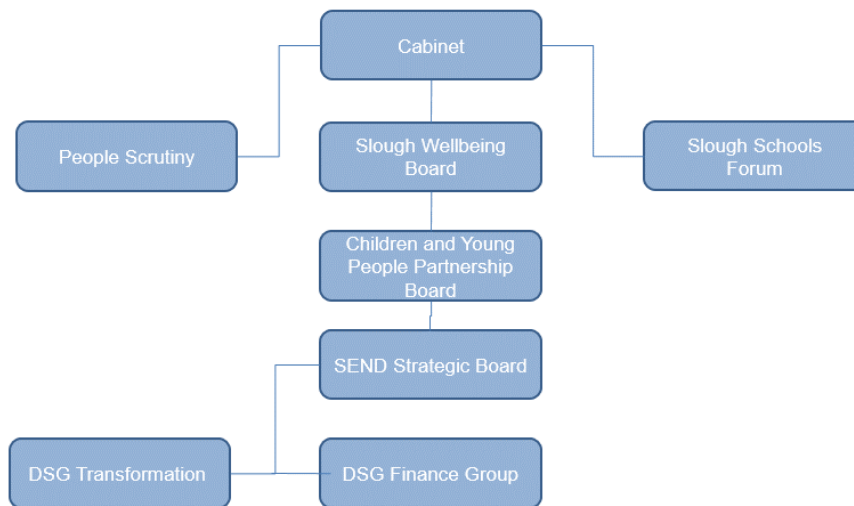 Cabinet
People Scrutiny
Slough Wellbeing
Board
Slough Schools
Forum
Children and Young
People Partnership
Board
SEND Strategic Board
DSG Transformation
DSG Finance Group